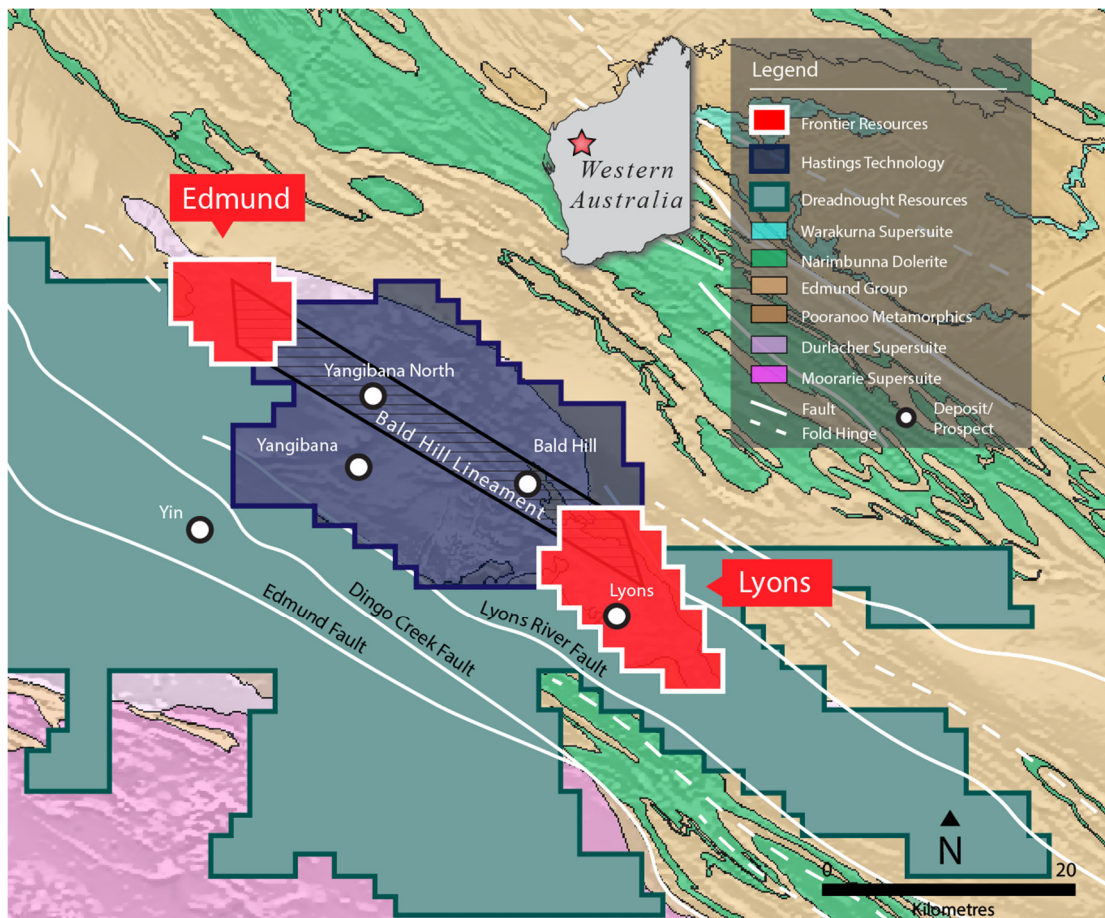 Legend
Frontier Resources
Hastings Technology
Dreadnought Resources
Warakurna Supersuite
Narimbunna Dolerite
Edmund Group
Pooranoo Metamorphics
Durlacher Supersuite
Moorarie Supersuite
Fault
Fold Hinge
Deposit/
Prospect
Western
Australia
Edmund
Yangibana North
Bald Hill Lineament
Bald Hill
Yangibana
Yin
Lyons
Lyons
Edmund Fault
Dingo Creek Fault
Lyons River Fault
N
0
20
Kilometres